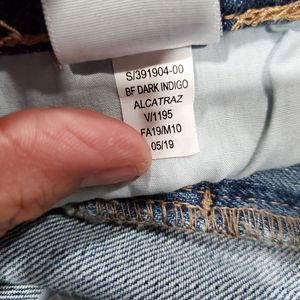 S/391904-00
BF DARK INDIGO
ALCATRAZ
V/1195
FA19/M10
05/19